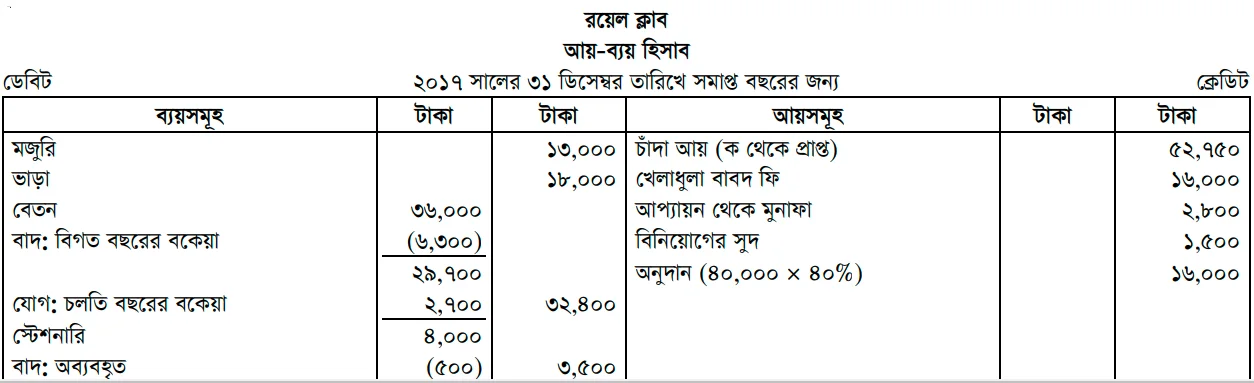 রয়েল ক্লাব
আয়-ব্যয় হিসাব
ডেবিট ২০১৭ সালের ৩১ ডিসেম্বর তারিখে সমাপ্ত বছরের জন্য ক্রেডিট
ব্যয়সমূহ টাকা টাকা আয়সমূহ টাকা টাকা
মজুরি ১৩,০০০ চাঁদা আয় (ক থেকে প্রাপ্ত) ৫২,৭৫০
ভাড়া ১৮,০০০ খেলাধুলা বাবদ ফি ১৬,০০০
বেতন ৩৬,০০০ আপ্যায়ন থেকে মুনাফা ২,৮০০
বাদ: বিগত বছরের বকেয়া (৬,৩০০) বিনিয়োগের সুদ ১,৫০০
২৯,৭০০ অনুদান (৪০,০০০ × ৪০%) ১৬,০০০
যোগ: চলতি বছরের বকেয়া ২,৭০০ ৩২,৪০০
স্টেশনারি ৪,০০০
বাদ: অব্যবহৃত (৫০০) ৩,৫০০